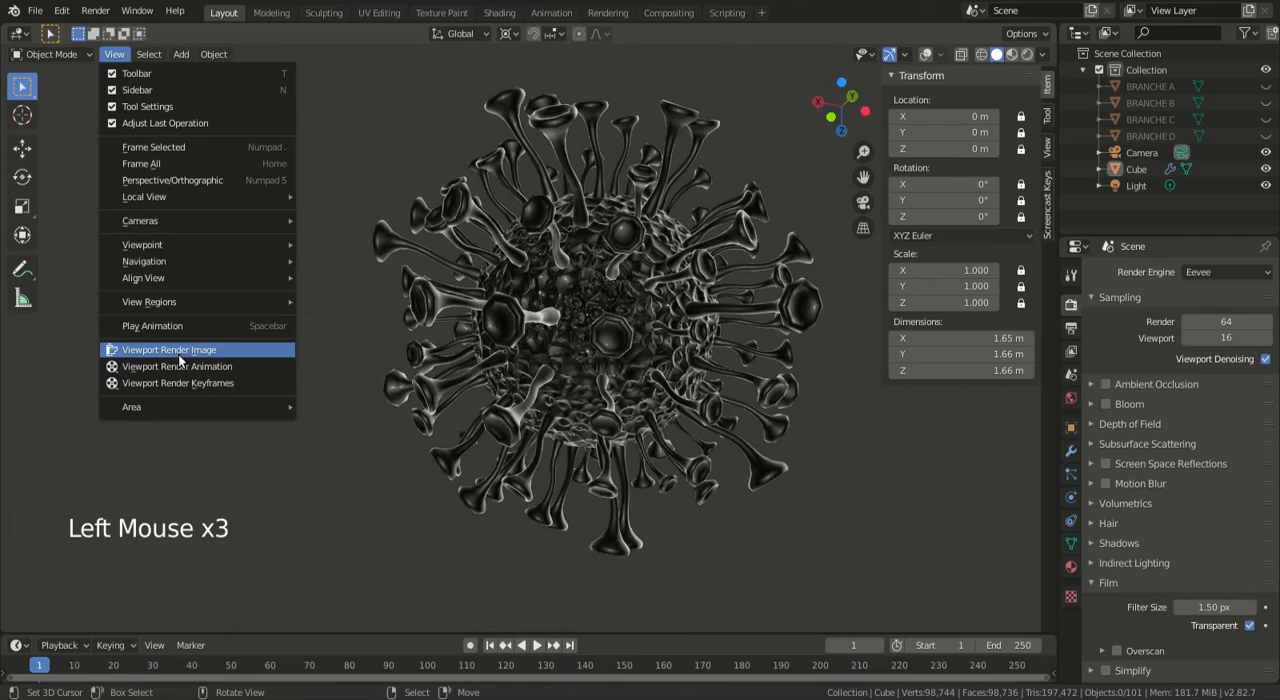 File Edit Render Window Help Layout Modeling Sculpting UV Editing Texture Paint Shading Animation Rendering Compositing Scripting + Scene View Layer
Global Options
Object Mode View Select Add Object
Toolbar T
Sidebar N
Tool Settings
Adjust Last Operation
Frame Selected Numpad .
Frame All Home
Perspective/Orthographic Numpad 5
Local View
Cameras
Viewpoint
Navigation
Align View
View Regions
Play Animation Spacebar
Viewport Render Image
Viewport Render Animation
Viewport Render Keyframes
Area
Left Mouse x3
X
Y
Z
Transform
Location:
X 0 m
Y 0 m
Z 0 m
Rotation:
X 0°
Y 0°
Z 0°
XYZ Euler
Scale:
X 1.000
Y 1.000
Z 1.000
Dimensions:
X 1.65 m
Y 1.66 m
Z 1.66 m
Item
Tool
View
Screencast Keys
Scene Collection
Collection
BRANCHE A
BRANCHE B
BRANCHE C
BRANCHE D
Camera
Cube
Light
Scene
Render Engine Eevee
Sampling
Render 64
Viewport 16
Viewport Denoising
Ambient Occlusion
Bloom
Depth of Field
Subsurface Scattering
Screen Space Reflections
Motion Blur
Volumetrics
Hair
Shadows
Indirect Lighting
Film
Filter Size 1.50 px
Transparent
Overscan
Simplify
Playback Keying View Marker 1 Start 1 End 250
1 10 20 30 40 50 60 70 80 90 100 110 120 130 140 150 160 170 180 190 200 210 220 230 240 250
Set 3D Cursor Box Select Rotate View Select Move Collection | Cube | Verts:98,744 | Faces:98,736 | Tris:197,472 | Objects:0/101 | Mem: 181.7 MiB | v2.82.7